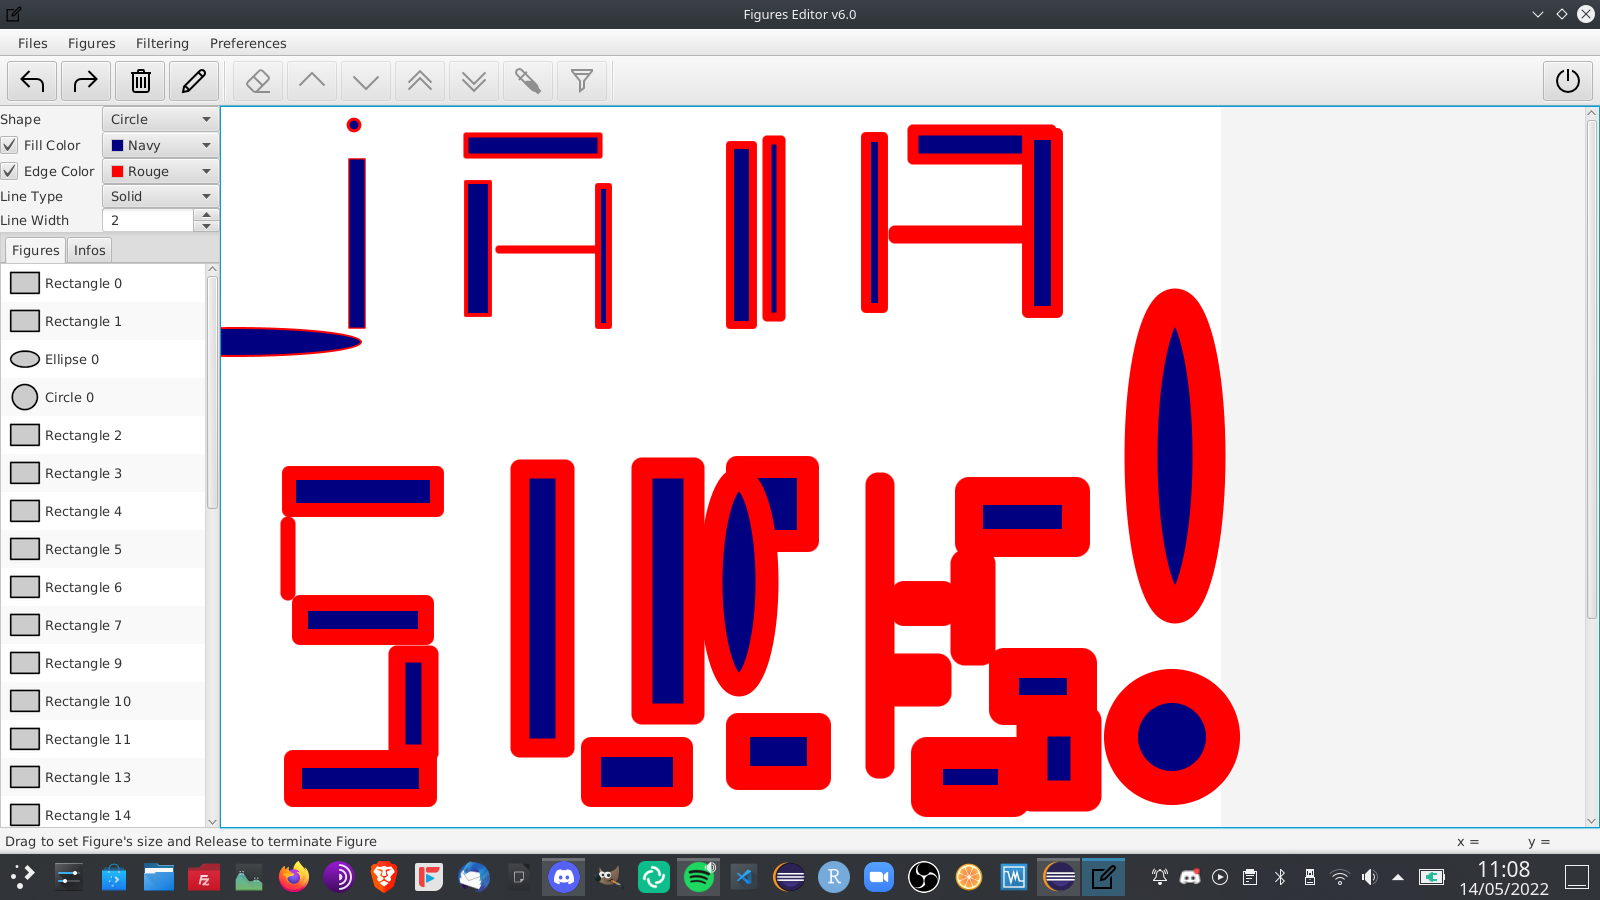 Figures Editor v6.0
Files Figures Filtering Preferences
Shape Circle
Fill Color Navy
Edge Color Rouge
Line Type Solid
Line Width 2
Figures Infos
Rectangle 0
Rectangle 1
Ellipse 0
Circle 0
Rectangle 2
Rectangle 3
Rectangle 4
Rectangle 5
Rectangle 6
Rectangle 7
Rectangle 9
Rectangle 10
Rectangle 11
Rectangle 13
Rectangle 14
Drag to set Figure's size and Release to terminate Figure x = y =
11:08
14/05/2022